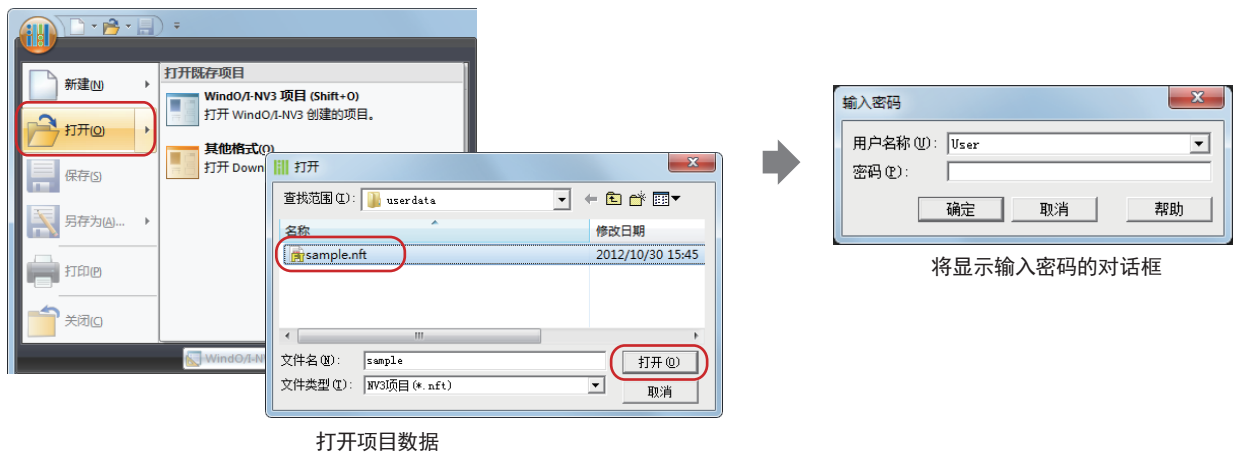 新建(N)
打开(O)
保存(S)
另存为(A)...
打印(P)
关闭(C)
打开既存项目
WindO/I-NV3 项目 (Shift+O)
打开 WindO/I-NV3 创建的项目。
其他格式(O)
打开 Down
WindO/I-N
打开
查找范围(I):
userdata
名称
修改日期
sample.nft
2012/10/30 15:45
文件名(N):
sample
打开(O)
文件类型(T):
NV3项目(*.nft)
取消
打开项目数据
输入密码
用户名称(U):
User
密码(P):
确定
取消
帮助
将显示输入密码的对话框